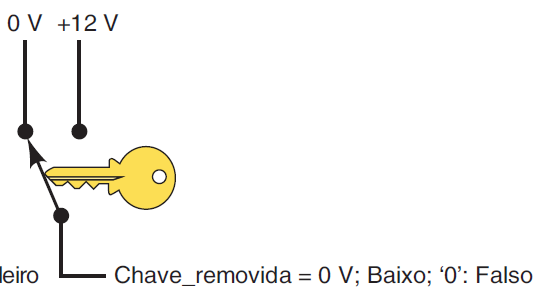 0 V +12 V
leiro Chave_removida = 0 V; Baixo; ‘0’: Falso